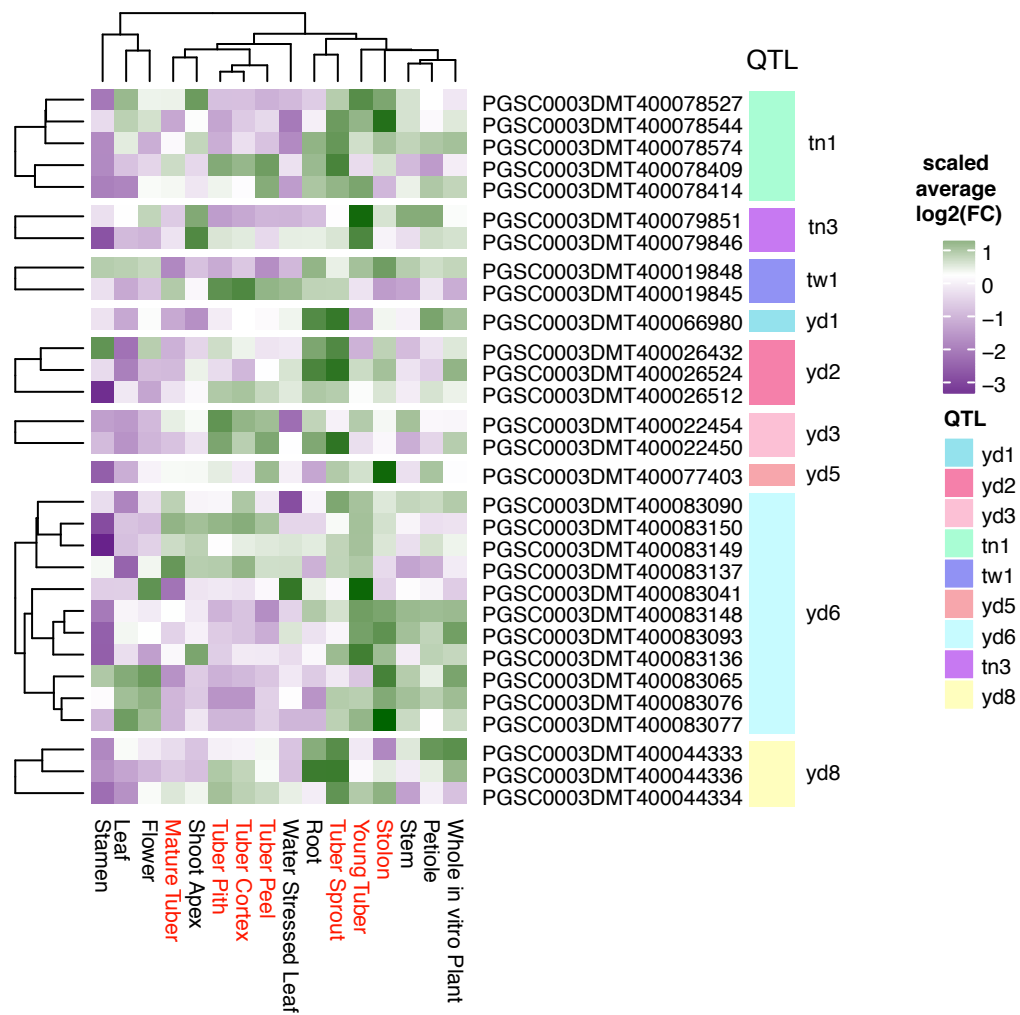 QTL
PGSC0003DMT400078527
PGSC0003DMT400078544
PGSC0003DMT400078574
PGSC0003DMT400078409
PGSC0003DMT400078414
tn1
PGSC0003DMT400079851
PGSC0003DMT400079846
tn3
PGSC0003DMT400019848
PGSC0003DMT400019845
tw1
PGSC0003DMT400066980
yd1
PGSC0003DMT400026432
PGSC0003DMT400026524
PGSC0003DMT400026512
yd2
PGSC0003DMT400022454
PGSC0003DMT400022450
yd3
PGSC0003DMT400077403
yd5
PGSC0003DMT400083090
PGSC0003DMT400083150
PGSC0003DMT400083149
PGSC0003DMT400083137
PGSC0003DMT400083041
PGSC0003DMT400083148
PGSC0003DMT400083093
PGSC0003DMT400083136
PGSC0003DMT400083065
PGSC0003DMT400083076
PGSC0003DMT400083077
yd6
PGSC0003DMT400044333
PGSC0003DMT400044336
PGSC0003DMT400044334
yd8
Stamen
Leaf
Flower
Mature Tuber
Shoot Apex
Tuber Pith
Tuber Cortex
Tuber Peel
Water Stressed Leaf
Root
Tuber Sprout
Young Tuber
Stolon
Stem
Petiole
Whole in vitro Plant
scaled
average
log2(FC)
1
0
−1
−2
−3
QTL
yd1
yd2
yd3
tn1
tw1
yd5
yd6
tn3
yd8